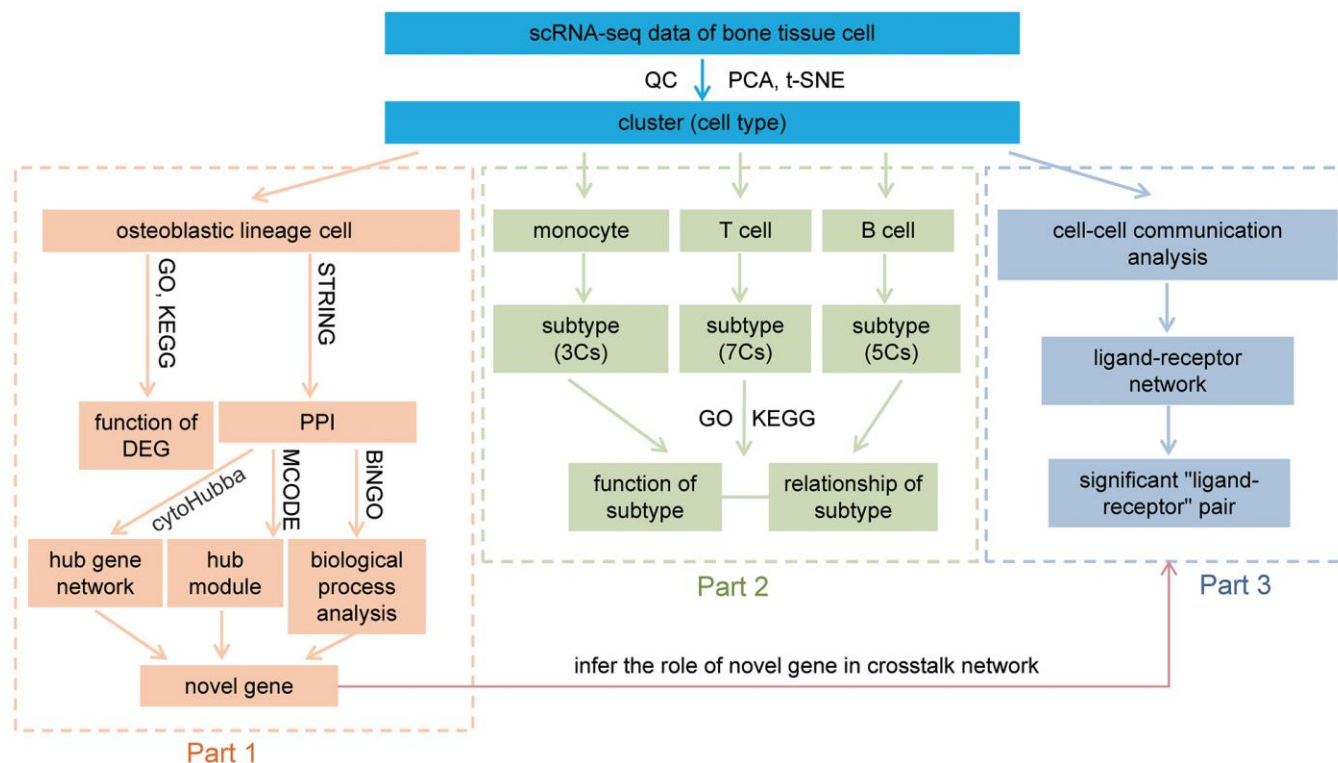 scRNA-seq data of bone tissue cell
QC
PCA, t-SNE
cluster (cell type)
osteoblastic lineage cell
GO, KEGG
STRING
function of
DEG
PPI
cytoHubba
MCODE
BiNGO
hub gene
network
hub
module
biological
process
analysis
novel gene
Part 1
monocyte
T cell
B cell
subtype
(3Cs)
subtype
(7Cs)
subtype
(5Cs)
GO
KEGG
function of
subtype
relationship of
subtype
Part 2
cell-cell communication
analysis
ligand-receptor
network
significant "ligand-
receptor" pair
Part 3
infer the role of novel gene in crosstalk network